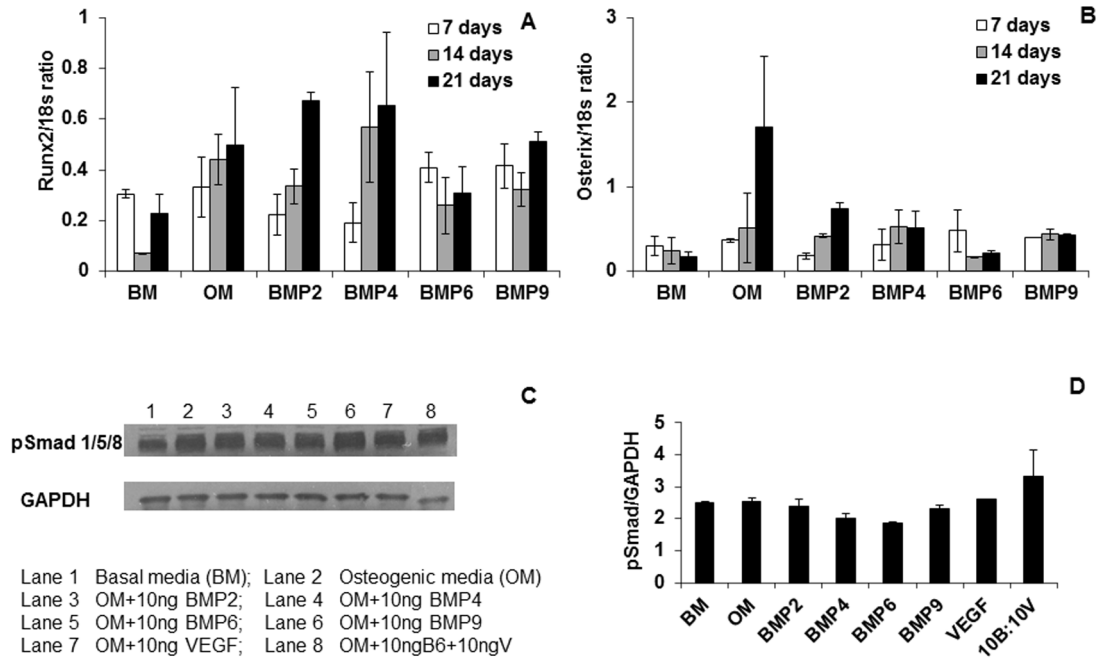 A
7 days
14 days
21 days
Runx2/18s ratio
1
0.8
0.6
0.4
0.2
0
BM OM BMP2 BMP4 BMP6 BMP9
B
7 days
14 days
21 days
Osterix/18s ratio
3
2
1
0
BM OM BMP2 BMP4 BMP6 BMP9
C
1 2 3 4 5 6 7 8
pSmad 1/5/8
GAPDH
Lane 1 Basal media (BM); Lane 2 Osteogenic media (OM)
Lane 3 OM+10ng BMP2; Lane 4 OM+10ng BMP4
Lane 5 OM+10ng BMP6; Lane 6 OM+10ng BMP9
Lane 7 OM+10ng VEGF; Lane 8 OM+10ngB6+10ngV
D
pSmad/GAPDH
5
4
3
2
1
0
BM OM BMP2 BMP4 BMP6 BMP9 VEGF 10B:10V